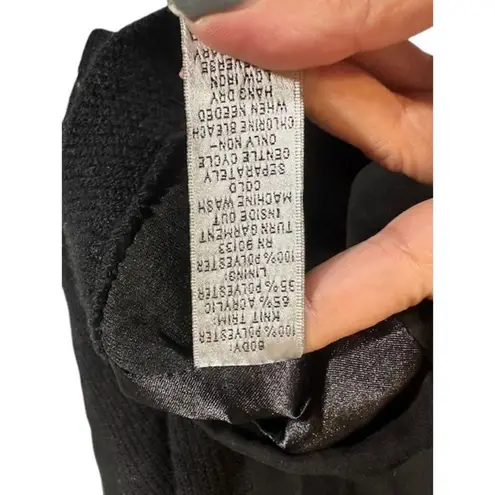 BODY:
100% POLYESTER
KNIT TRIM:
65% ACRYLIC
35% POLYESTER
LINING:
100% POLYESTER
RN 90133
TURN GARMENT
INSIDE OUT
MACHINE WASH
COLD
SEPARATELY
GENTLE CYCLE
ONLY NON-
CHLORINE BLEACH
WHEN NEEDED
HANG DRY
LOW IRON
REVERSE